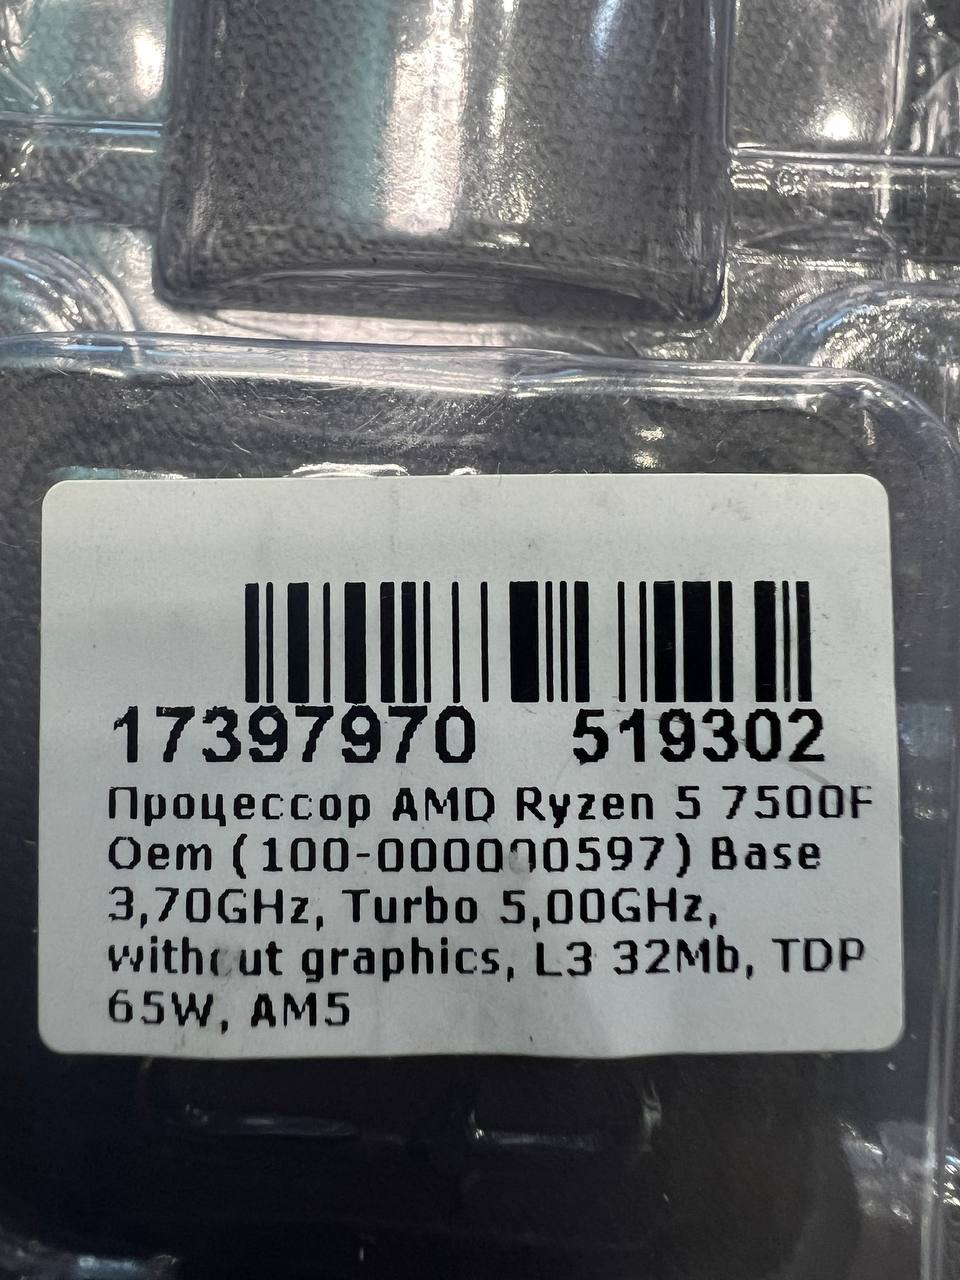 17397970 519302
Процессор AMD Ryzen 5 7500F
Oem (100-000000597) Base
3,70GHz, Turbo 5,00GHz,
without graphics, L3 32Mb, TDP
65W, AM5